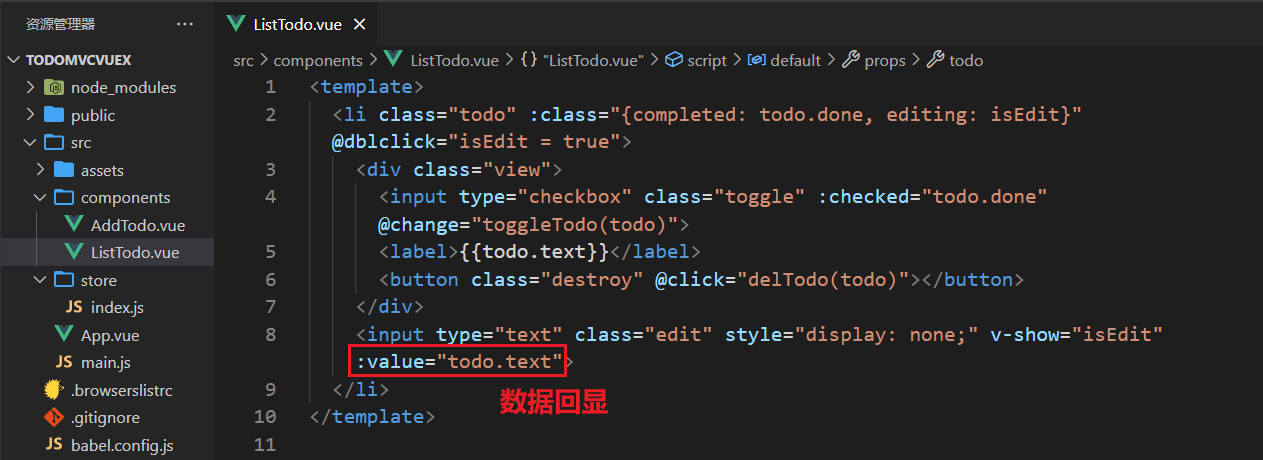 资源管理器 ···
ListTodo.vue ×
TODOMVCVUEX
src > components > ListTodo.vue > {} "ListTodo.vue" > script > default > props > todo
node_modules
public
src
assets
components
AddTodo.vue
ListTodo.vue
store
JS index.js
App.vue
JS main.js
.browserslistrc
.gitignore
JS babel.config.js
1 <template>
2 <li class="todo" :class="{completed: todo.done, editing: isEdit}"
@dblclick="isEdit = true">
3 <div class="view">
4 <input type="checkbox" class="toggle" :checked="todo.done"
@change="toggleTodo(todo)">
5 <label>{{todo.text}}</label>
6 <button class="destroy" @click="delTodo(todo)"></button>
7 </div>
8 <input type="text" class="edit" style="display: none;" v-show="isEdit"
:value="todo.text">
9 </li>
数据回显
10 </template>
11